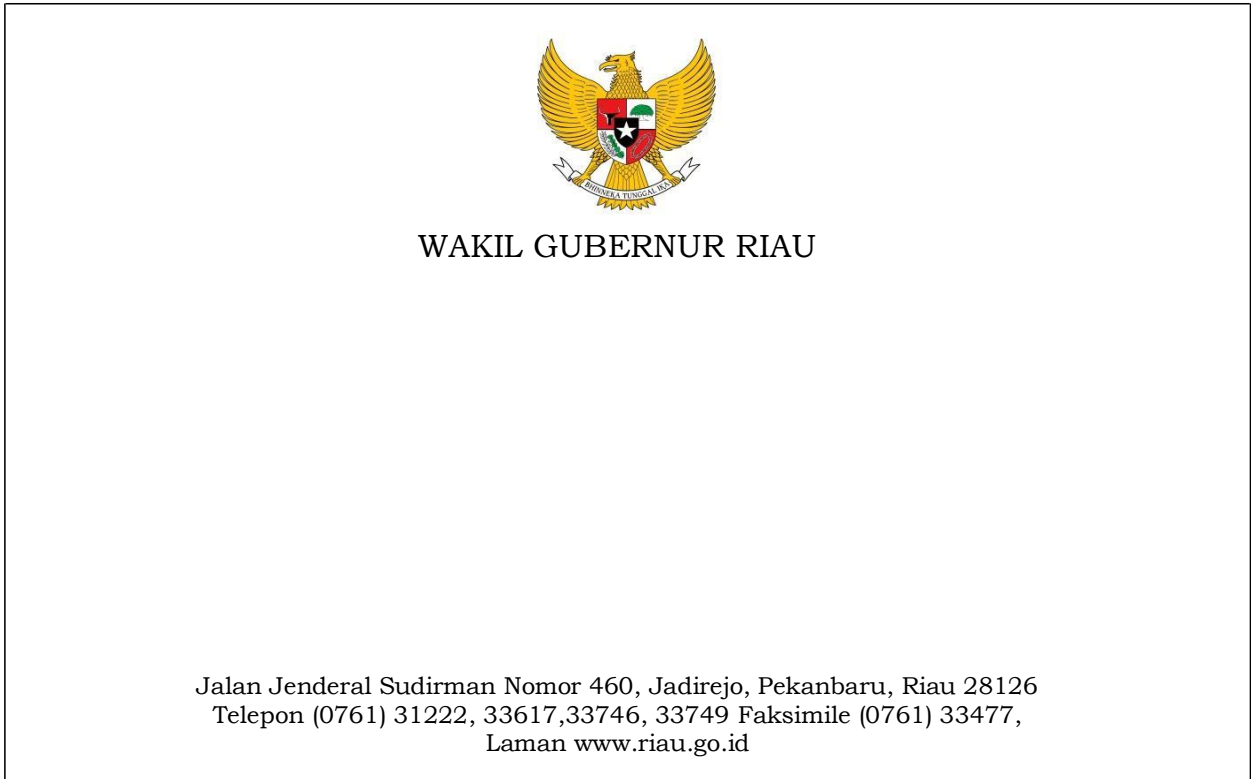 BHINNEKA TUNGGAL IKA
WAKIL GUBERNUR RIAU
Jalan Jenderal Sudirman Nomor 460, Jadirejo, Pekanbaru, Riau 28126
Telepon (0761) 31222, 33617,33746, 33749 Faksimile (0761) 33477,
Laman www.riau.go.id